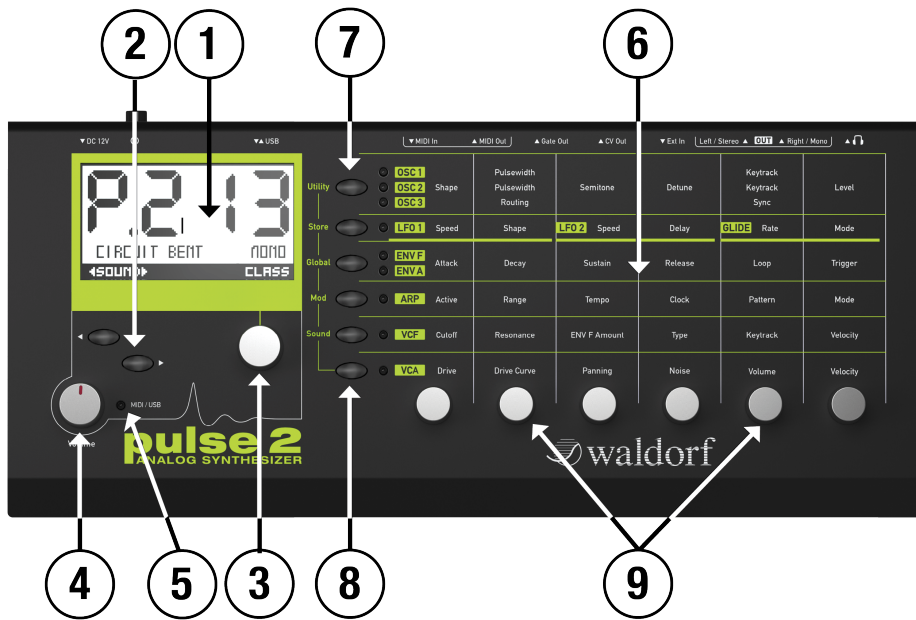 2 1 7 6
▼ DC 12V ▼▲ USB ▼ MIDI In ▲ MIDI Out ▲ Gate Out ▲ CV Out ▼ Ext In Left / Stereo ▲ OUT ▲ Right / Mono ▲
P.2 13
CIRCUIT BENT MONO
◀SOUND▶ CLASS
Utility
Store
Global
Mod
Sound
OSC 1 Pulsewidth Keytrack
OSC 2 Shape Pulsewidth Semitone Detune Keytrack Level
OSC 3 Routing Sync
LFO 1 Speed Shape LFO 2 Speed Delay GLIDE Rate Mode
ENV F
ENV A Attack Decay Sustain Release Loop Trigger
ARP Active Range Tempo Clock Pattern Mode
VCF Cutoff Resonance ENV F Amount Type Keytrack Velocity
VCA Drive Drive Curve Panning Noise Volume Velocity
◀ ▶
MIDI / USB
Volume
pulse 2
ANALOG SYNTHESIZER
waldorf
4 5 3 8 9